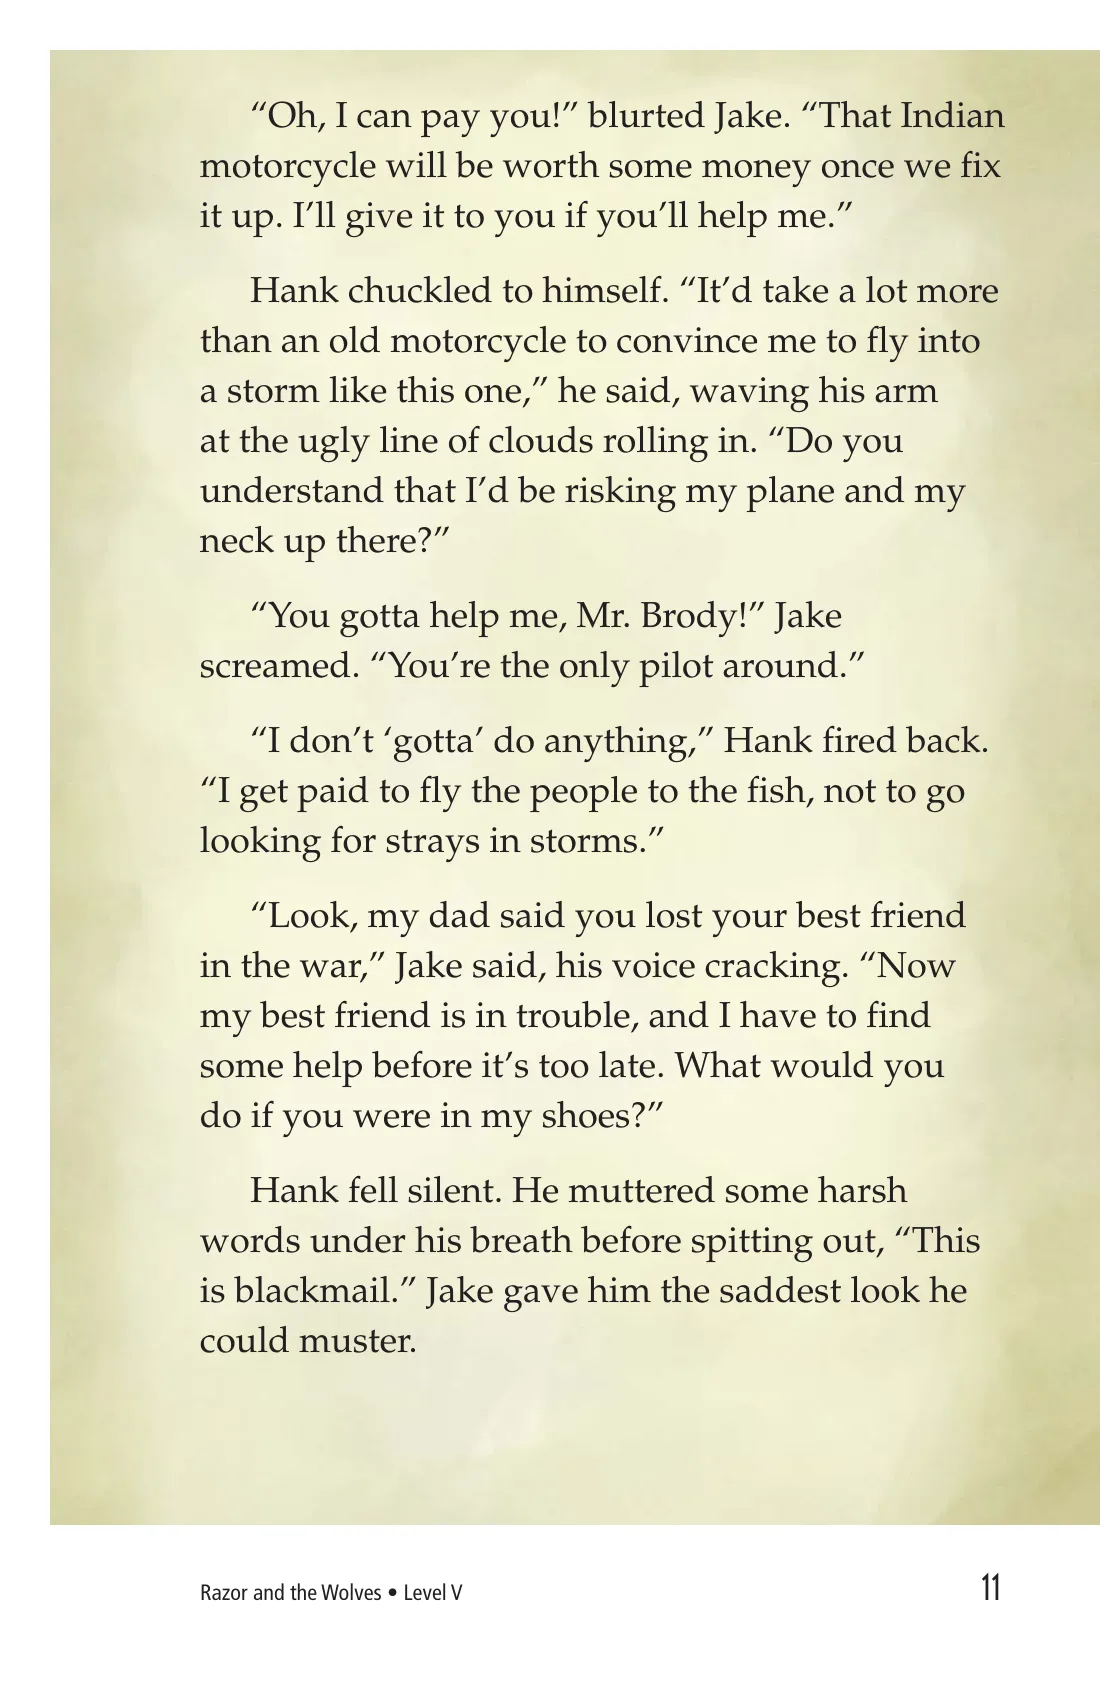 “Oh, I can pay you!” blurted Jake. “That Indian
motorcycle will be worth some money once we fix
it up. I’ll give it to you if you’ll help me.”
Hank chuckled to himself. “It’d take a lot more
than an old motorcycle to convince me to fly into
a storm like this one,” he said, waving his arm
at the ugly line of clouds rolling in. “Do you
understand that I’d be risking my plane and my
neck up there?”
“You gotta help me, Mr. Brody!” Jake
screamed. “You’re the only pilot around.”
“I don’t ‘gotta’ do anything,” Hank fired back.
“I get paid to fly the people to the fish, not to go
looking for strays in storms.”
“Look, my dad said you lost your best friend
in the war,” Jake said, his voice cracking. “Now
my best friend is in trouble, and I have to find
some help before it’s too late. What would you
do if you were in my shoes?”
Hank fell silent. He muttered some harsh
words under his breath before spitting out, “This
is blackmail.” Jake gave him the saddest look he
could muster.
Razor and the Wolves • Level V
11